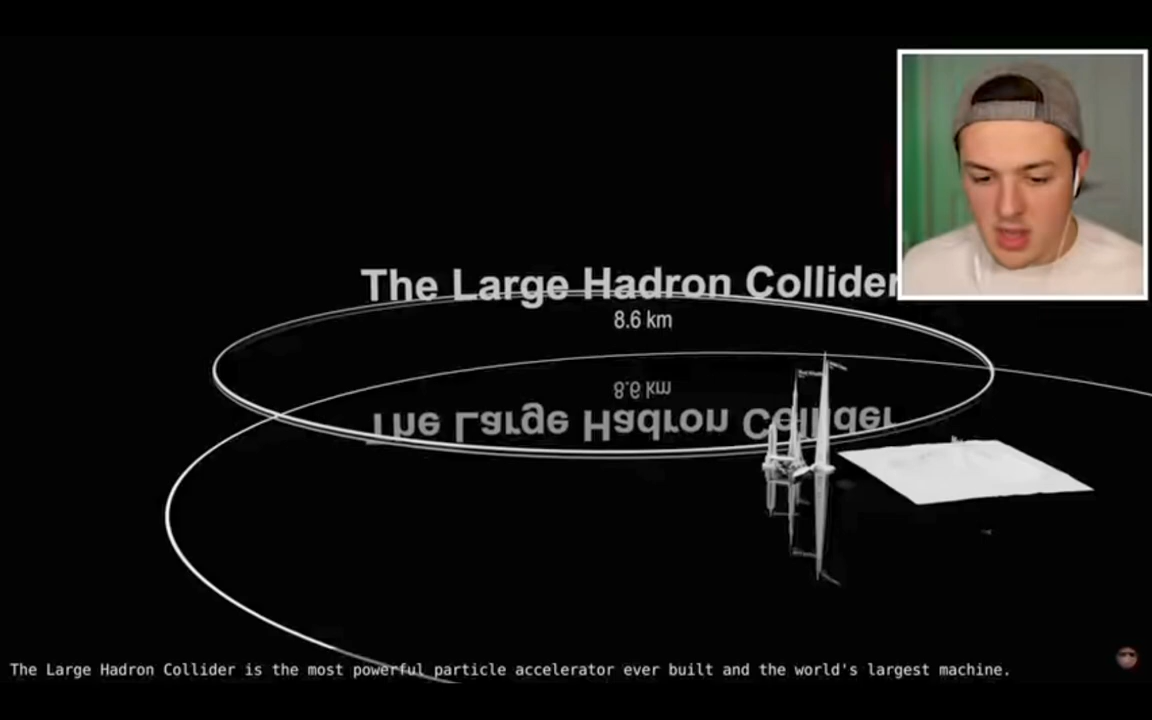 The Large Hadron Collider
8.6 km
8.6 km
The Large Hadron Collider
The Large Hadron Collider is the most powerful particle accelerator ever built and the world's largest machine.